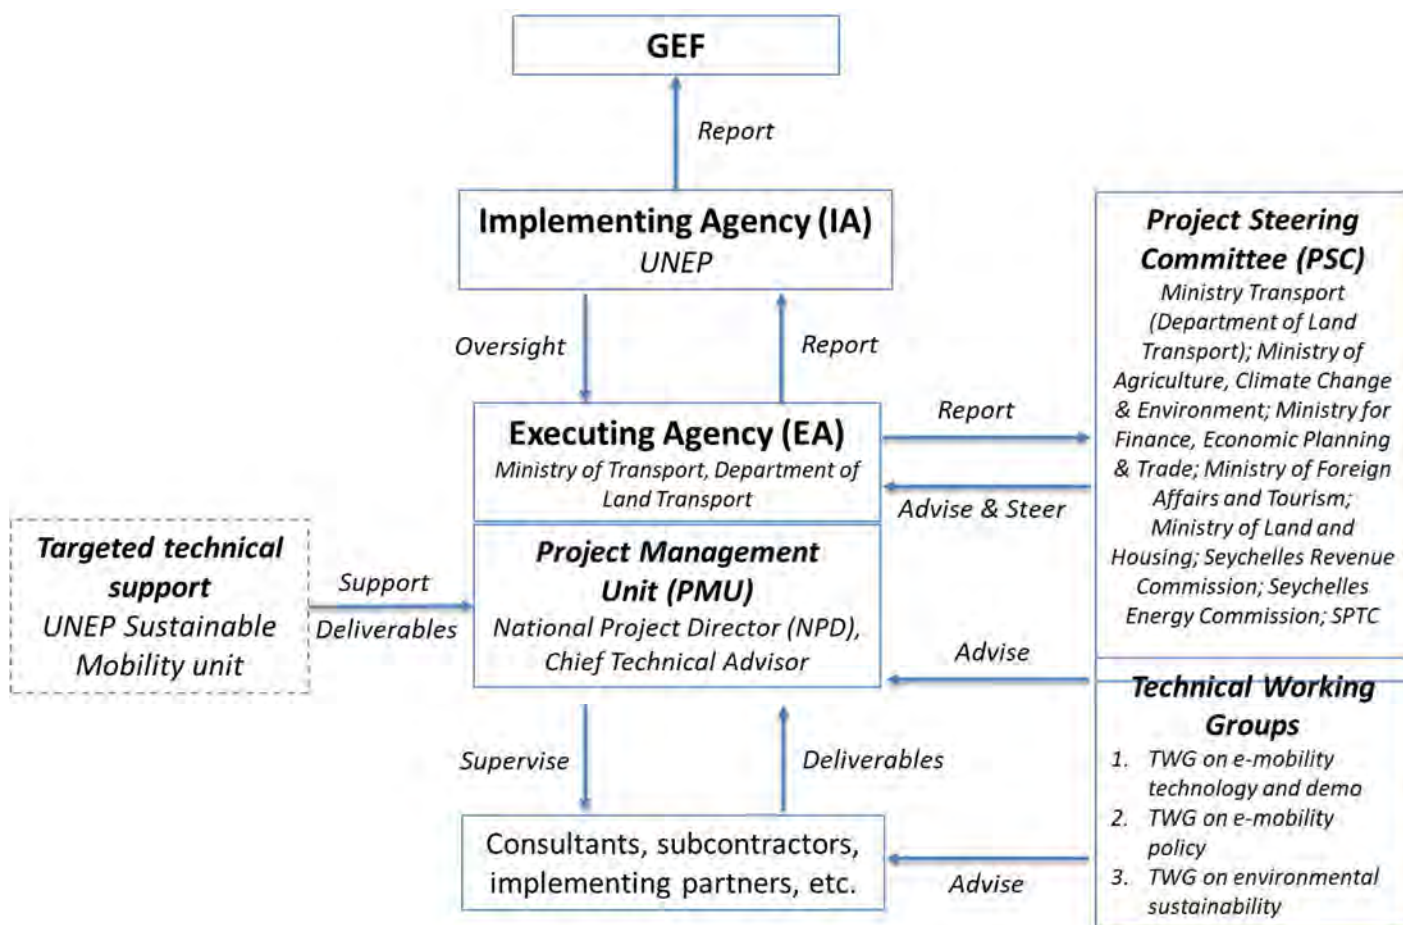 GEF
Report
Implementing Agency (IA)
UNEP
Oversight
Report
Executing Agency (EA)
Ministry of Transport, Department of
Land Transport
Report
Advise & Steer
Project Steering
Committee (PSC)
Ministry Transport
(Department of Land
Transport); Ministry of
Agriculture, Climate Change
& Environment; Ministry for
Finance, Economic Planning
& Trade; Ministry of Foreign
Affairs and Tourism;
Ministry of Land and
Housing; Seychelles Revenue
Commission; Seychelles
Energy Commission; SPTC
Targeted technical
support
UNEP Sustainable
Mobility unit
Support
Deliverables
Project Management
Unit (PMU)
National Project Director (NPD),
Chief Technical Advisor
Advise
Technical Working
Groups
1. TWG on e-mobility
technology and demo
2. TWG on e-mobility
policy
3. TWG on environmental
sustainability
Supervise
Deliverables
Consultants, subcontractors,
implementing partners, etc.
Advise